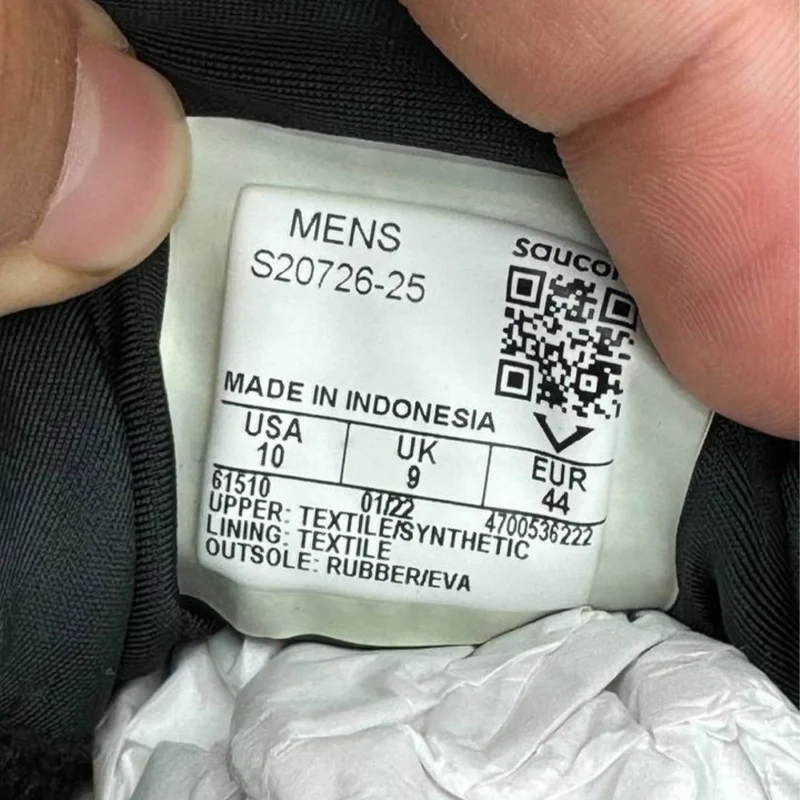 MENS
S20726-25
saucon
MADE IN INDONESIA
USA UK EUR
10 9 44
61510 01/22 4700536222
UPPER: TEXTILE/SYNTHETIC
LINING: TEXTILE
OUTSOLE: RUBBER/EVA